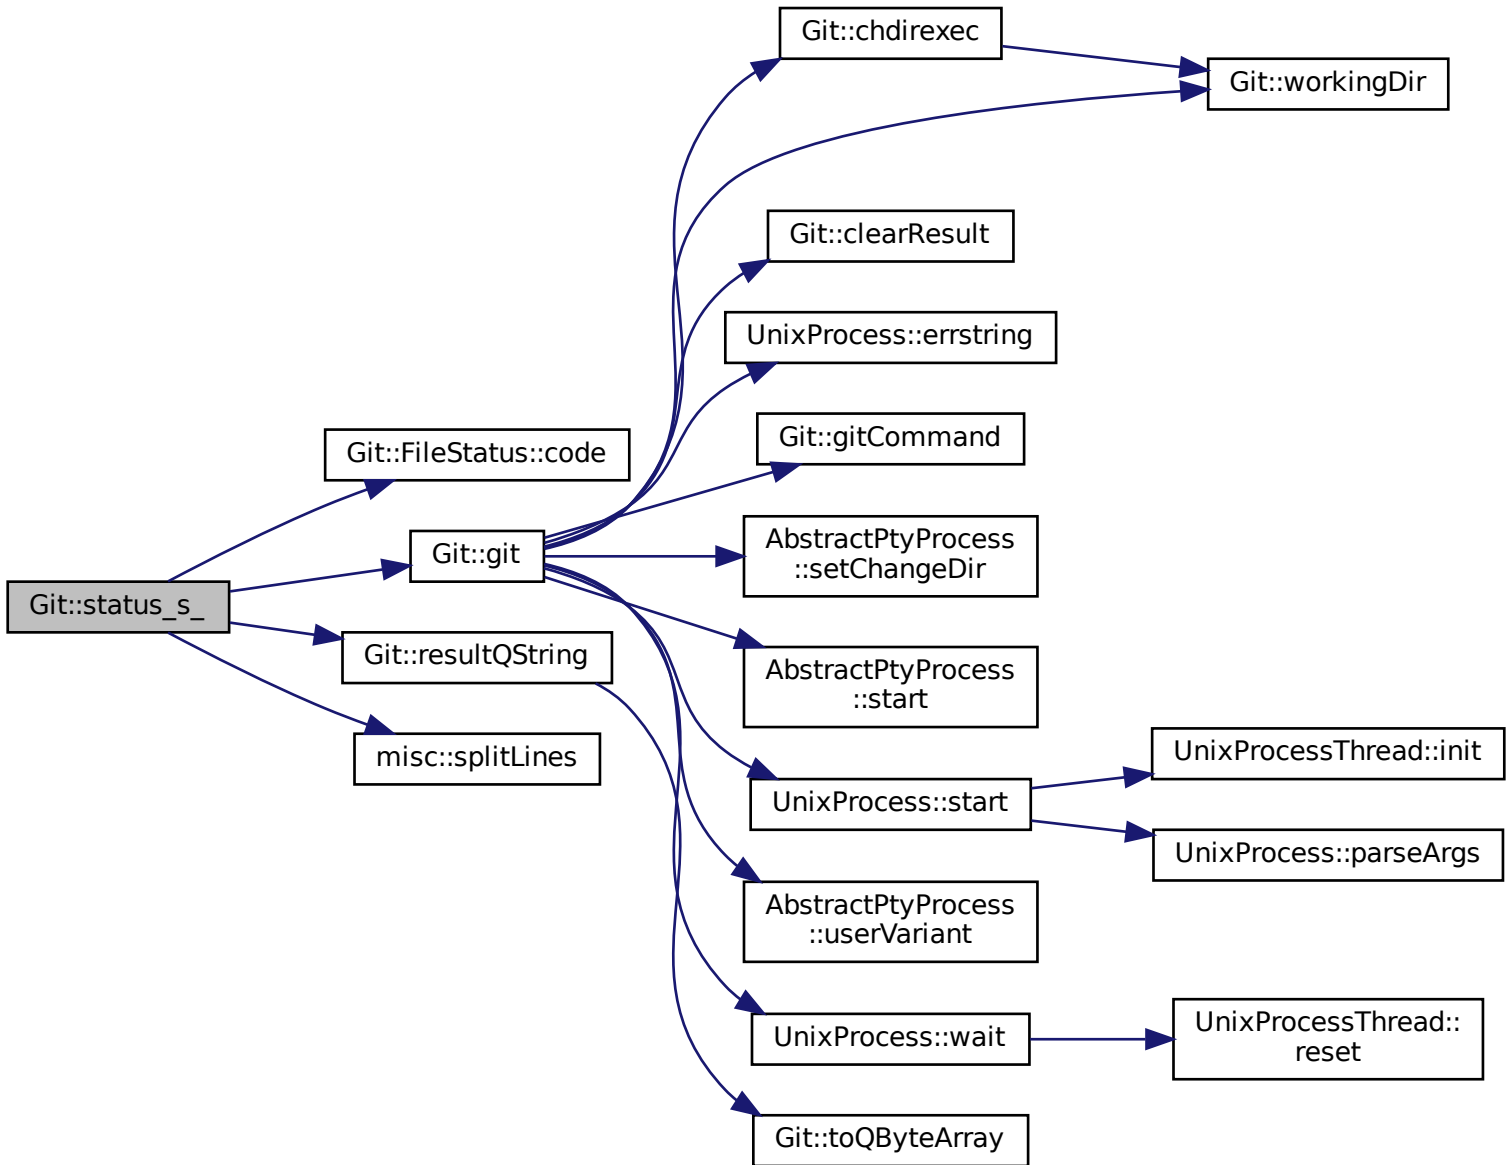 Git::chdirexec
Git::workingDir
Git::clearResult
UnixProcess::errstring
Git::gitCommand
Git::FileStatus::code
AbstractPtyProcess
::setChangeDir
Git::git
Git::status_s_
Git::resultQString
AbstractPtyProcess
::start
misc::splitLines
UnixProcessThread::init
UnixProcess::start
UnixProcess::parseArgs
AbstractPtyProcess
::userVariant
UnixProcess::wait
UnixProcessThread::
reset
Git::toQByteArray